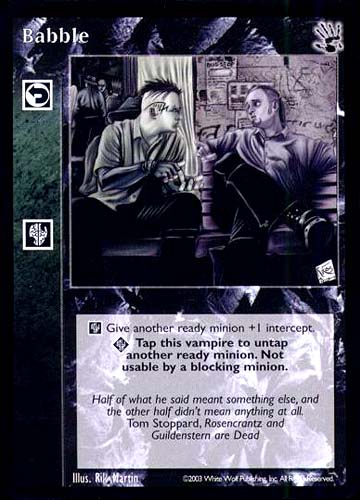 Babble
BUS STOP
Give another ready minion +1 intercept.
Tap this vampire to untap
another ready minion. Not
usable by a blocking minion.
Half of what he said meant something else, and
the other half didn't mean anything at all.
Tom Stoppard, Rosencrantz and
Guildenstern are Dead
Illus. Rik Martin
©2003 White Wolf Publishing, Inc. All Rights Reserved.